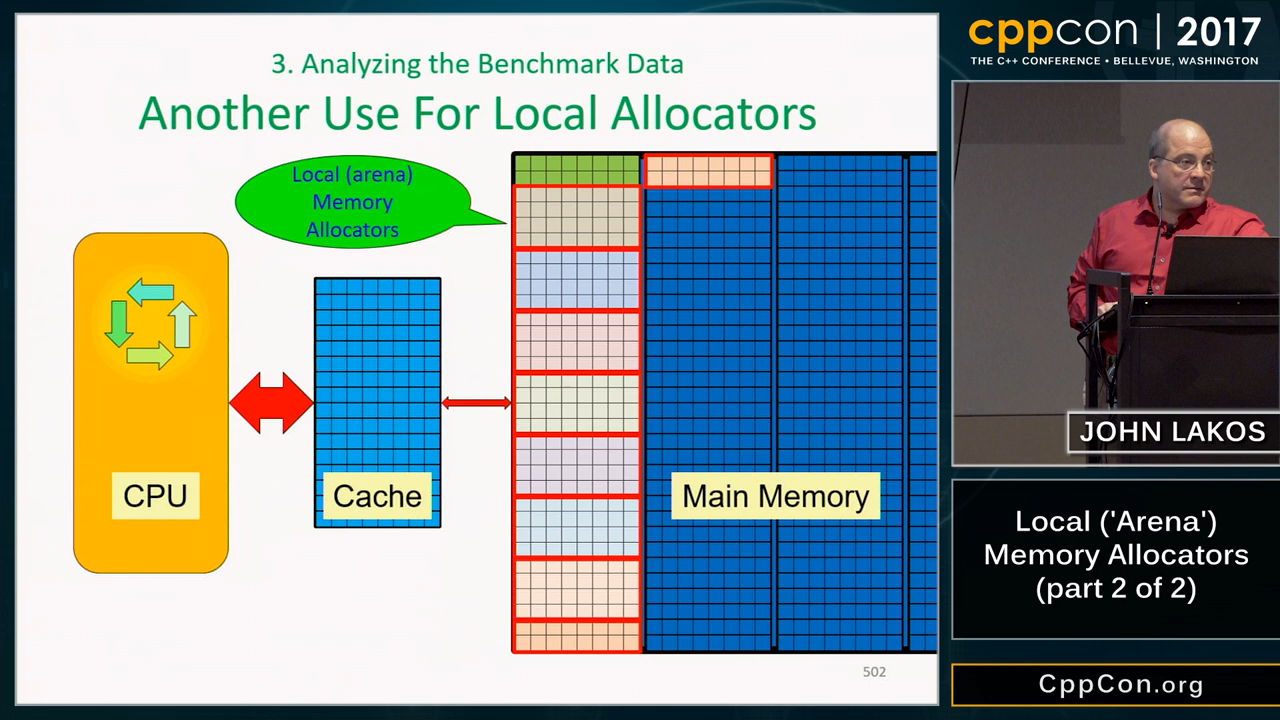 3. Analyzing the Benchmark Data
Another Use For Local Allocators
Local (arena)
Memory
Allocators
CPU
Cache
Main Memory
502
cppcon | 2017
THE C++ CONFERENCE • BELLEVUE, WASHINGTON
JOHN LAKOS
Local ('Arena')
Memory Allocators
(part 2 of 2)
CppCon.org